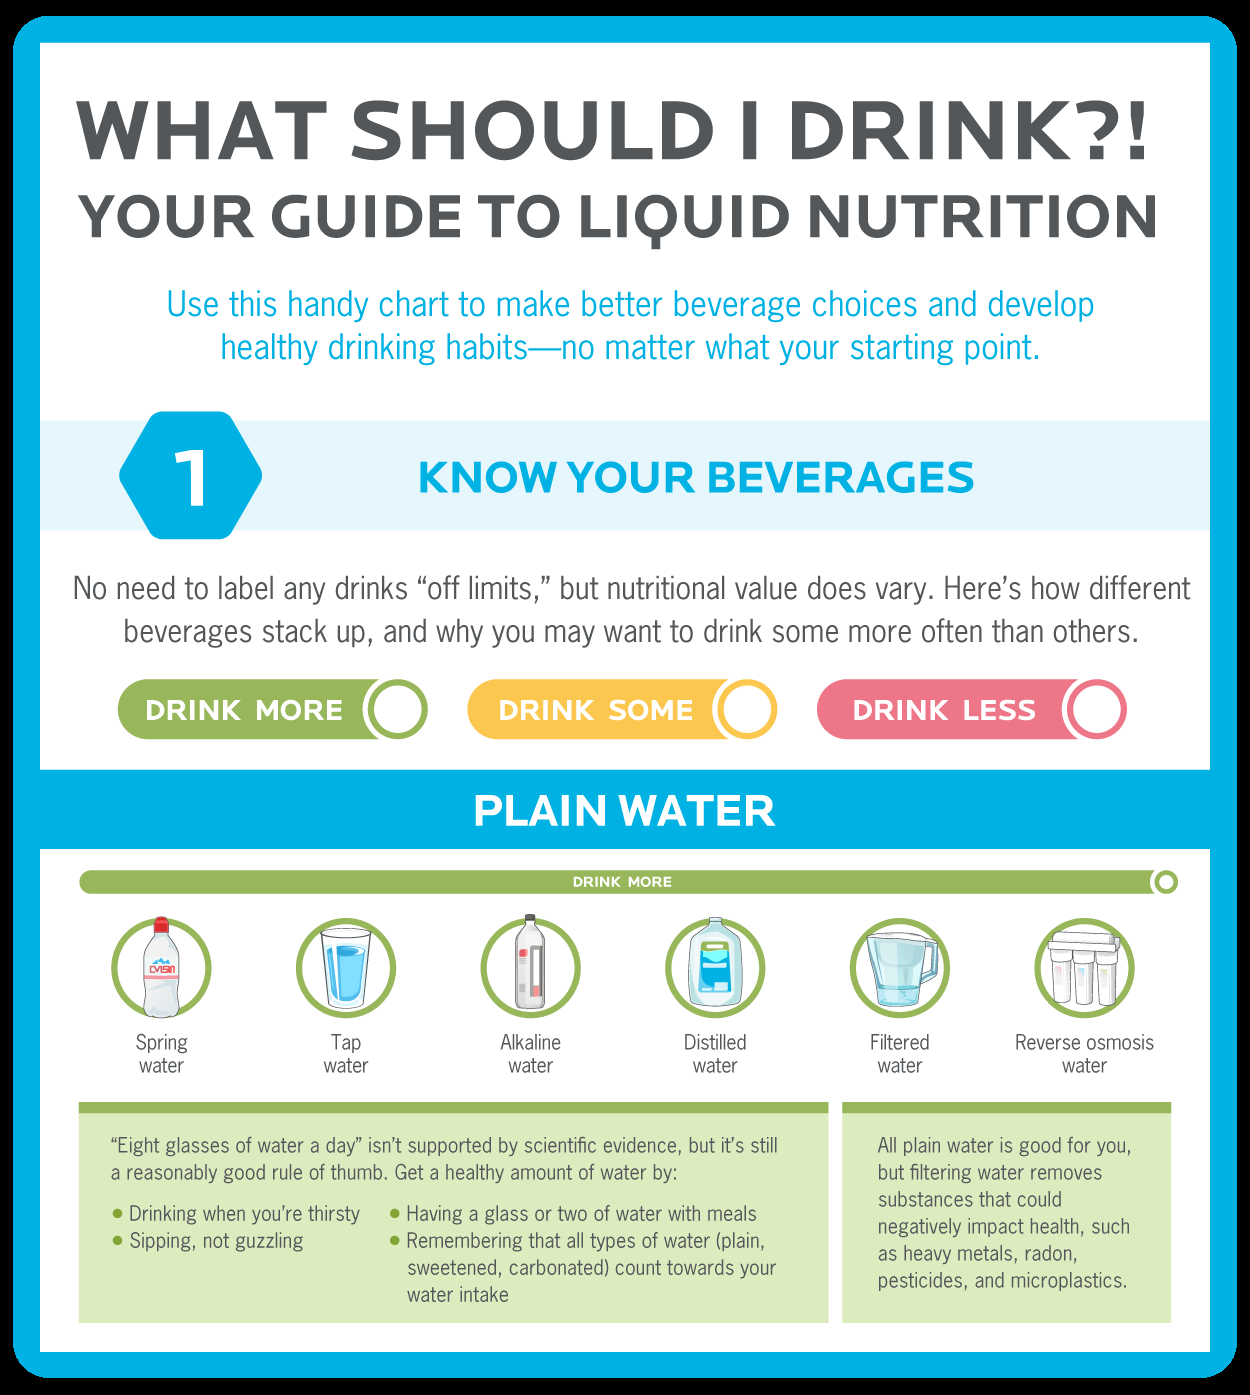 WHAT SHOULD I DRINK?!
YOUR GUIDE TO LIQUID NUTRITION
Use this handy chart to make better beverage choices and develop
healthy drinking habits—no matter what your starting point.
1
KNOW YOUR BEVERAGES
No need to label any drinks “off limits,” but nutritional value does vary. Here’s how different
beverages stack up, and why you may want to drink some more often than others.
DRINK MORE
DRINK SOME
DRINK LESS
PLAIN WATER
DRINK MORE
CVISIN
Spring
water
Tap
water
Alkaline
water
Distilled
water
Filtered
water
Reverse osmosis
water
“Eight glasses of water a day” isn’t supported by scientific evidence, but it’s still
a reasonably good rule of thumb. Get a healthy amount of water by:
● Drinking when you’re thirsty
● Sipping, not guzzling
● Having a glass or two of water with meals
● Remembering that all types of water (plain,
sweetened, carbonated) count towards your
water intake
All plain water is good for you,
but filtering water removes
substances that could
negatively impact health, such
as heavy metals, radon,
pesticides, and microplastics.